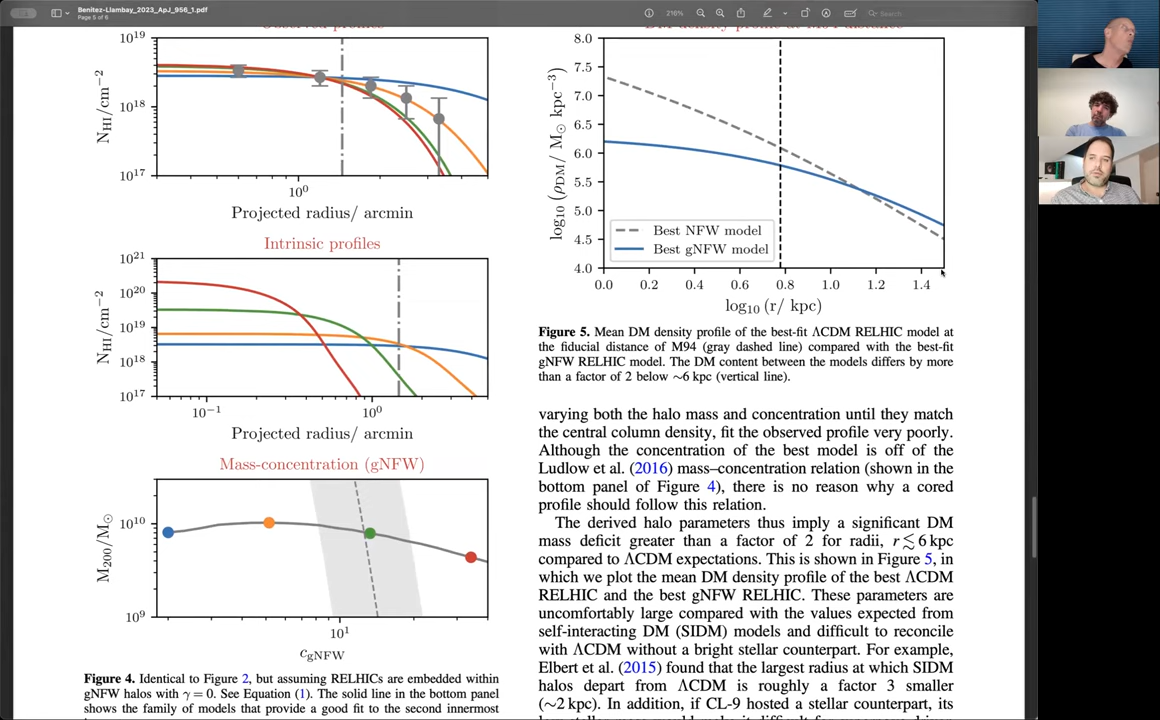 Benitez-Llambay_2023_ApJ_956_1.pdf
Page 5 of 6
216%
Search
Observed profiles
10^19
10^18
10^17
N_HI/cm^−2
10^0
Projected radius/ arcmin
Intrinsic profiles
10^21
10^20
10^19
10^18
10^17
N_HI/cm^−2
10^−1
10^0
Projected radius/ arcmin
Mass-concentration (gNFW)
10^10
10^9
M_200/M_⊙
10^1
c_gNFW
Figure 4. Identical to Figure 2, but assuming RELHICs are embedded within
gNFW halos with γ = 0. See Equation (1). The solid line in the bottom panel
shows the family of models that provide a good fit to the second innermost
DM density profile at M94 distance
8.0
7.5
7.0
6.5
6.0
5.5
5.0
4.5
4.0
log_10 (ρ_DM/ M_⊙ kpc^−3)
Best NFW model
Best gNFW model
0.0 0.2 0.4 0.6 0.8 1.0 1.2 1.4
log_10 (r/ kpc)
Figure 5. Mean DM density profile of the best-fit ΛCDM RELHIC model at
the fiducial distance of M94 (gray dashed line) compared with the best-fit
gNFW RELHIC model. The DM content between the models differs by more
than a factor of 2 below ∼6 kpc (vertical line).
varying both the halo mass and concentration until they match
the central column density, fit the observed profile very poorly.
Although the concentration of the best model is off of the
Ludlow et al. (2016) mass–concentration relation (shown in the
bottom panel of Figure 4), there is no reason why a cored
profile should follow this relation.
The derived halo parameters thus imply a significant DM
mass deficit greater than a factor of 2 for radii, r ≲ 6 kpc
compared to ΛCDM expectations. This is shown in Figure 5, in
which we plot the mean DM density profile of the best ΛCDM
RELHIC and the best gNFW RELHIC. These parameters are
uncomfortably large compared with the values expected from
self-interacting DM (SIDM) models and difficult to reconcile
with ΛCDM without a bright stellar counterpart. For example,
Elbert et al. (2015) found that the largest radius at which SIDM
halos depart from ΛCDM is roughly a factor 3 smaller
(∼2 kpc). In addition, if CL-9 hosted a stellar counterpart, its